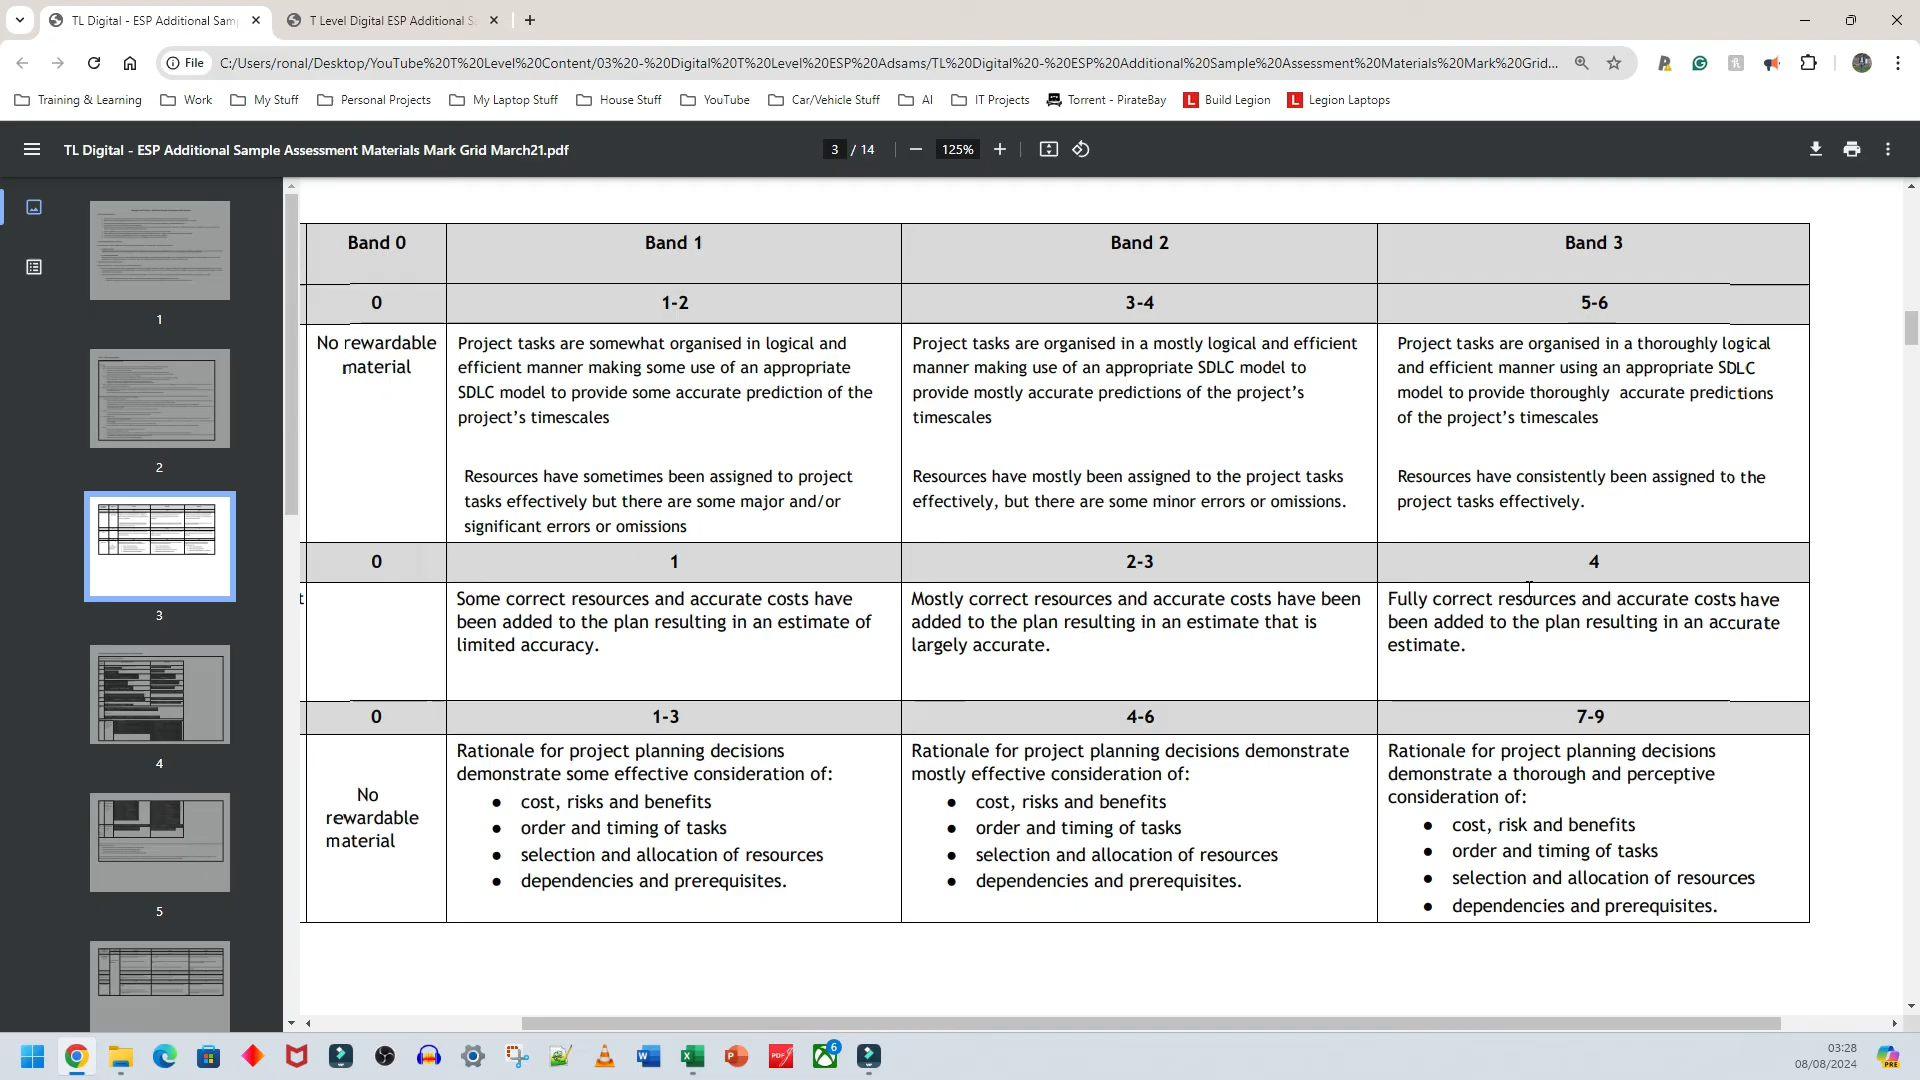 TL Digital - ESP Additional Sam
T Level Digital ESP Additional S
File
C:/Users/ronal/Desktop/YouTube%20T%20Level%20Content/03%20-%20Digital%20T%20Level%20ESP%20Adsams/TL%20Digital%20-%20ESP%20Additional%20Sample%20Assessment%20Materials%20Mark%20Grid...
Training & Learning
Work
My Stuff
Personal Projects
My Laptop Stuff
House Stuff
YouTube
Car/Vehicle Stuff
AI
IT Projects
Torrent - PirateBay
Build Legion
Legion Laptops
TL Digital - ESP Additional Sample Assessment Materials Mark Grid March21.pdf
3 / 14
125%
1
2
3
4
5
Band 0
Band 1
Band 2
Band 3
0
1-2
3-4
5-6
No rewardable
material
Project tasks are somewhat organised in logical and
efficient manner making some use of an appropriate
SDLC model to provide some accurate prediction of the
project’s timescales
Resources have sometimes been assigned to project
tasks effectively but there are some major and/or
significant errors or omissions
Project tasks are organised in a mostly logical and efficient
manner making use of an appropriate SDLC model to
provide mostly accurate predictions of the project’s
timescales
Resources have mostly been assigned to the project tasks
effectively, but there are some minor errors or omissions.
Project tasks are organised in a thoroughly logical
and efficient manner using an appropriate SDLC
model to provide thoroughly accurate predictions
of the project’s timescales
Resources have consistently been assigned to the
project tasks effectively.
0
1
2-3
4
t
Some correct resources and accurate costs have
been added to the plan resulting in an estimate of
limited accuracy.
Mostly correct resources and accurate costs have been
added to the plan resulting in an estimate that is
largely accurate.
Fully correct resources and accurate costs have
been added to the plan resulting in an accurate
estimate.
0
1-3
4-6
7-9
No
rewardable
material
Rationale for project planning decisions
demonstrate some effective consideration of:
• cost, risks and benefits
• order and timing of tasks
• selection and allocation of resources
• dependencies and prerequisites.
Rationale for project planning decisions demonstrate
mostly effective consideration of:
• cost, risks and benefits
• order and timing of tasks
• selection and allocation of resources
• dependencies and prerequisites.
Rationale for project planning decisions
demonstrate a thorough and perceptive
consideration of:
• cost, risk and benefits
• order and timing of tasks
• selection and allocation of resources
• dependencies and prerequisites.
6
03:28
08/08/2024